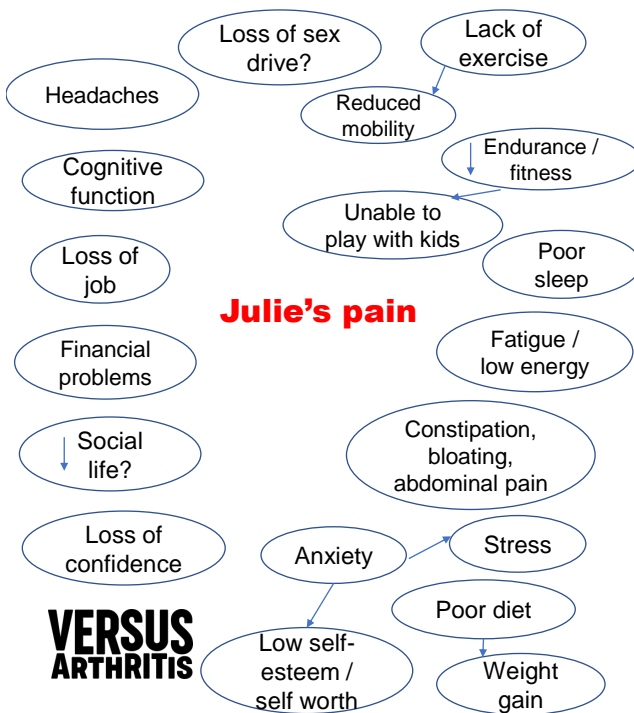 Loss of sex
drive?
Lack of
exercise
Headaches
Reduced
mobility
Cognitive
function
Endurance /
fitness
Unable to
play with kids
Loss of
job
Poor
sleep
Julie’s pain
Financial
problems
Fatigue /
low energy
Social
life?
Constipation,
bloating,
abdominal pain
Loss of
confidence
Anxiety
Stress
VERSUS
ARTHRITIS
Low self-
esteem /
self worth
Poor diet
Weight
gain